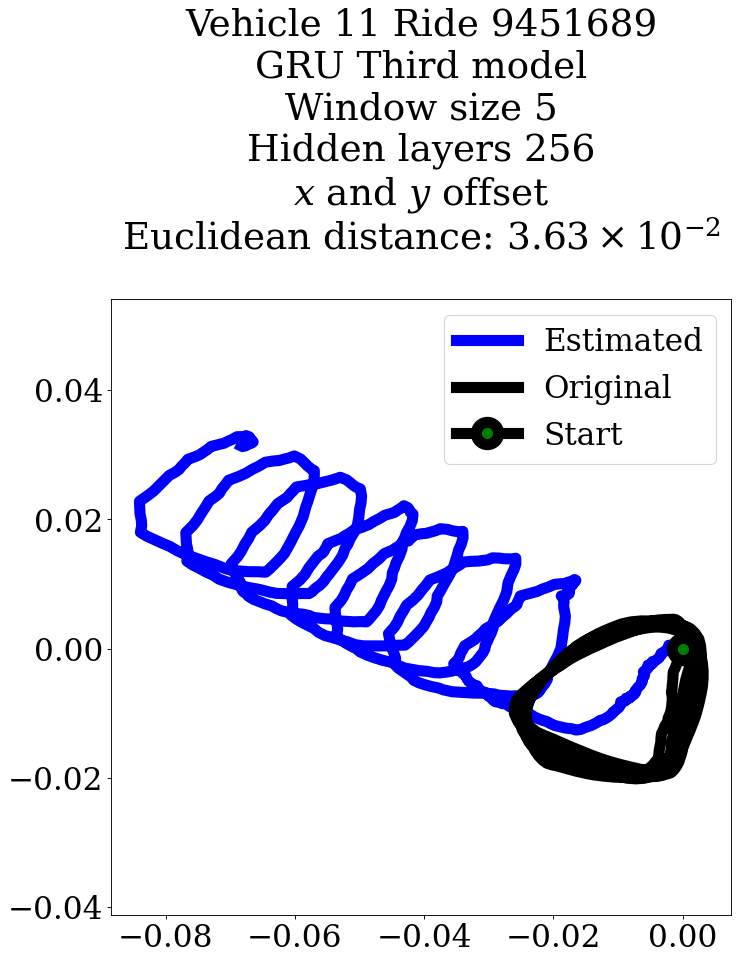 Vehicle 11 Ride 9451689
GRU Third model
Window size 5
Hidden layers 256
x and y offset
Euclidean distance: 3.63 × 10⁻²
Estimated
Original
Start
0.04
0.02
0.00
−0.02
−0.04
−0.08 −0.06 −0.04 −0.02 0.00